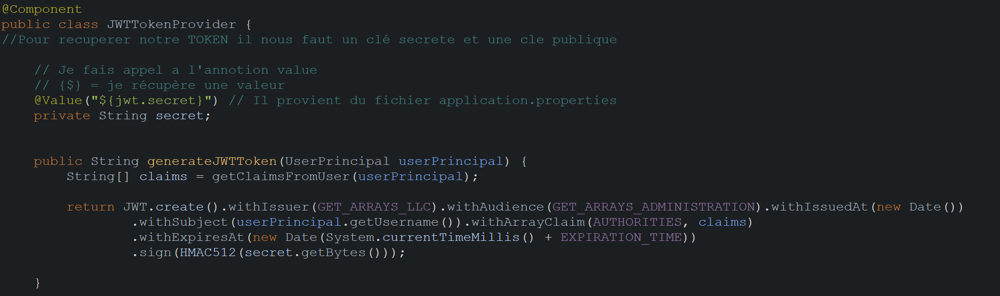 @Component
public class JWTTokenProvider {
//Pour recuperer notre TOKEN il nous faut un clé secrete et une cle publique
// Je fais appel a l'annotion value
// {$} = je récupère une valeur
@Value("${jwt.secret}") // Il provient du fichier application.properties
private String secret;
public String generateJWTToken(UserPrincipal userPrincipal) {
String[] claims = getClaimsFromUser(userPrincipal);
return JWT.create().withIssuer(GET_ARRAYS_LLC).withAudience(GET_ARRAYS_ADMINISTRATION).withIssuedAt(new Date())
.withSubject(userPrincipal.getUsername()).withArrayClaim(AUTHORITIES, claims)
.withExpiresAt(new Date(System.currentTimeMillis() + EXPIRATION_TIME))
.sign(HMAC512(secret.getBytes()));
}